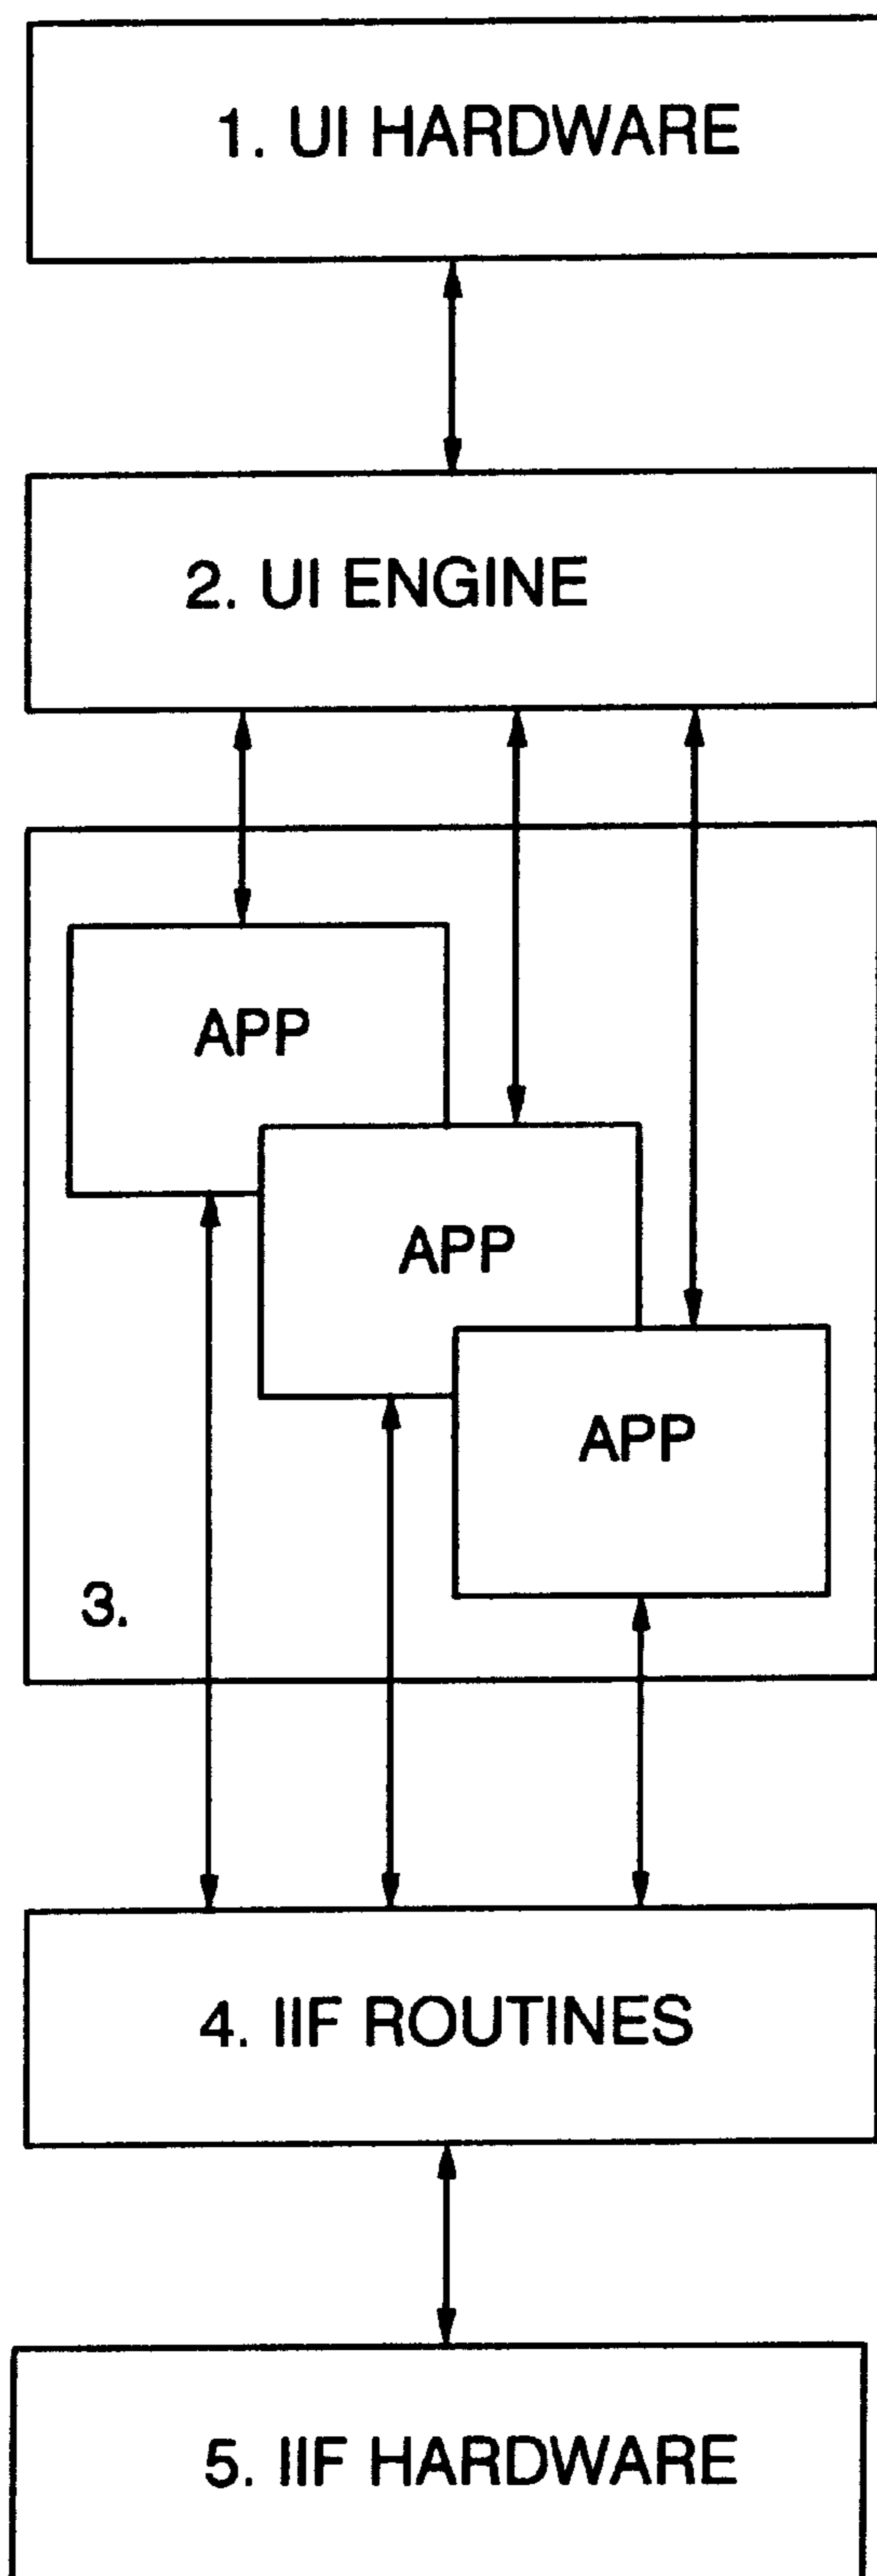 1. UI HARDWARE
2. UI ENGINE
APP
APP
APP
3.
4. IIF ROUTINES
5. IIF HARDWARE